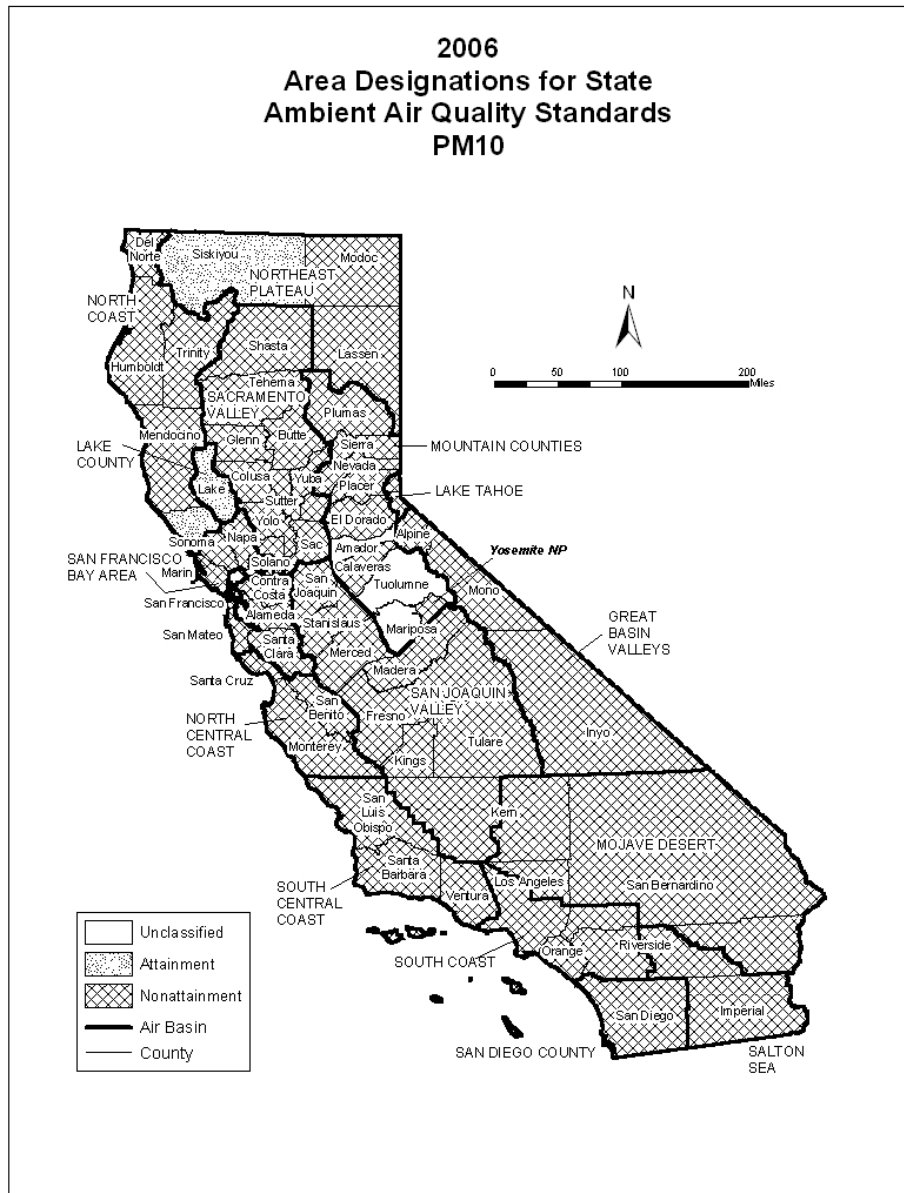 2006
Area Designations for State
Ambient Air Quality Standards
PM10
Del
Norte
Siskiyou
Modoc
NORTHEAST
PLATEAU
NORTH
COAST
N
Trinity
Shasta
Lassen
Humboldt
0 50 100 200
Miles
Tehema
SACRAMENTO
VALLEY
Plumas
Mendocino
Glenn
Butte
Sierra
MOUNTAIN COUNTIES
LAKE
COUNTY
Colusa
Yuba
Nevada
Placer
LAKE TAHOE
Lake
Sutter
Yolo
El Dorado
Sonoma
Napa
Sac
Amador
Alpine
Yosemite NP
SAN FRANCISCO
BAY AREA
Marin
Solano
Calaveras
Contra
Costa
San
Joaquin
Tuolumne
Mono
San Francisco
Alameda
Stanislaus
Mariposa
GREAT
BASIN
VALLEYS
San Mateo
Santa
Clara
Merced
Madera
Santa Cruz
San
Benito
SAN JOAQUIN
VALLEY
Fresno
NORTH
CENTRAL
COAST
Monterey
Tulare
Inyo
Kings
San
Luis
Obispo
Kern
MOJAVE DESERT
Santa
Barbara
Los Angeles
San Bernardino
SOUTH
CENTRAL
COAST
Ventura
Orange
Riverside
SOUTH COAST
San Diego
Imperial
SAN DIEGO COUNTY
SALTON
SEA
Unclassified
Attainment
Nonattainment
Air Basin
County